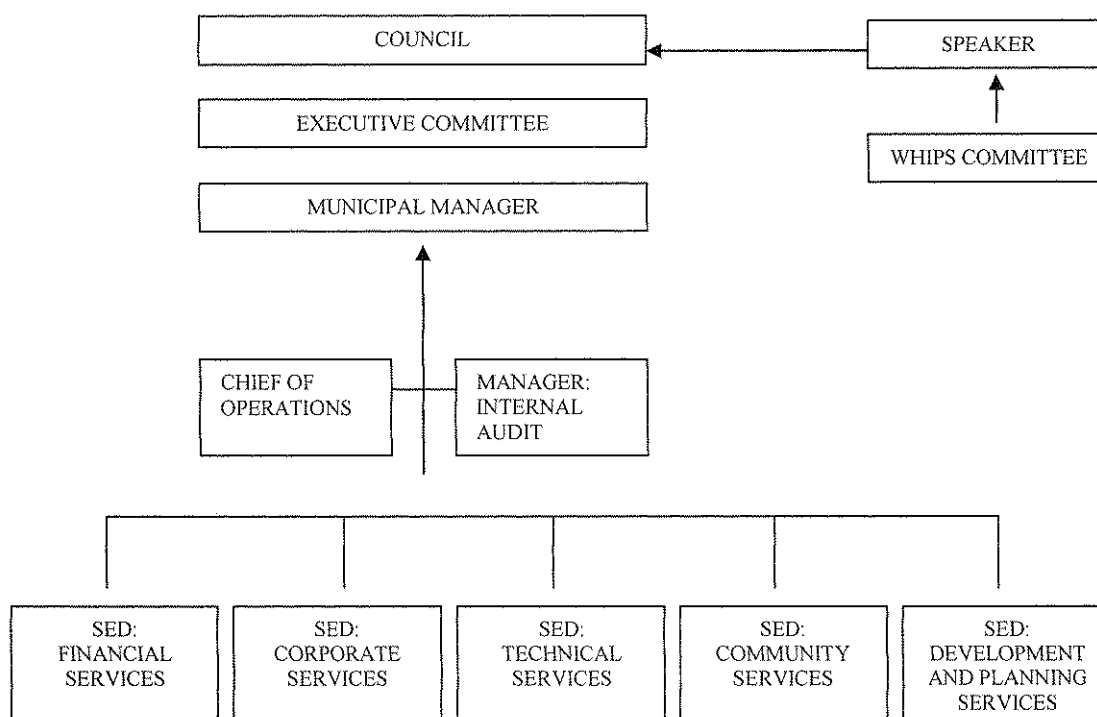 COUNCIL
SPEAKER
EXECUTIVE COMMITTEE
WHIPS COMMITTEE
MUNICIPAL MANAGER
CHIEF OF
OPERATIONS
MANAGER:
INTERNAL
AUDIT
SED:
FINANCIAL
SERVICES
SED:
CORPORATE
SERVICES
SED:
TECHNICAL
SERVICES
SED:
COMMUNITY
SERVICES
SED:
DEVELOPMENT
AND PLANNING
SERVICES